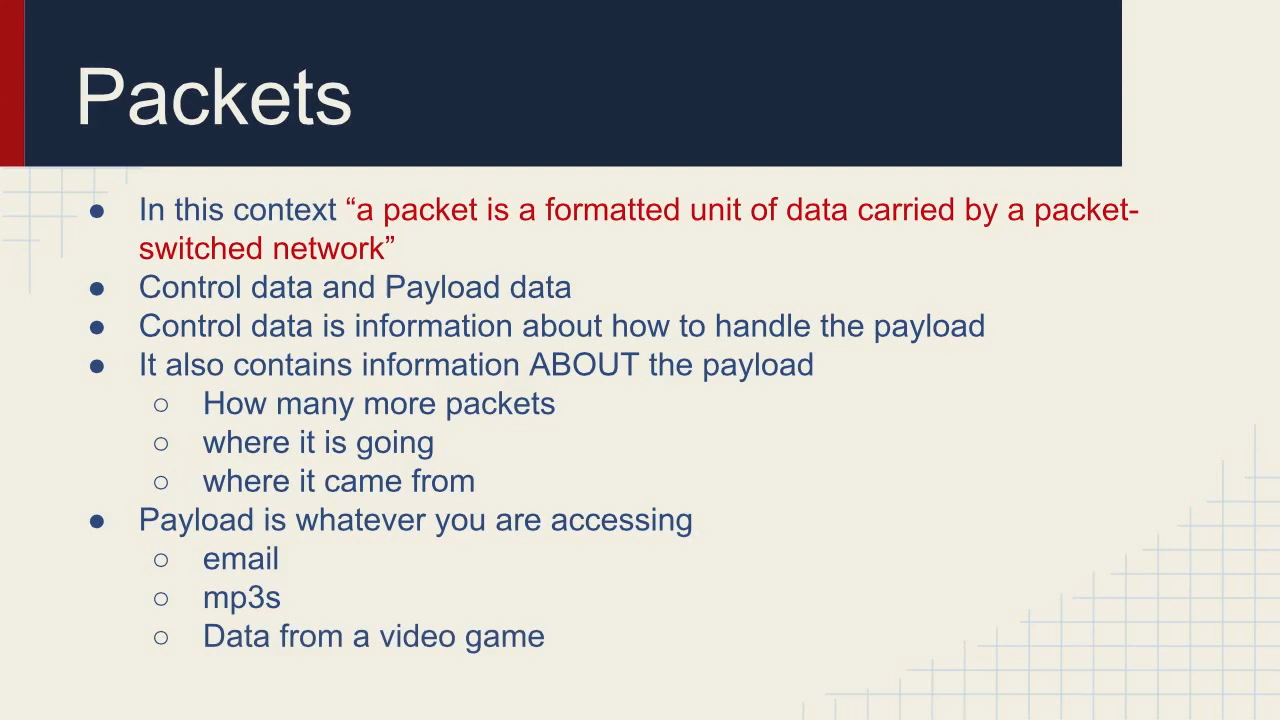 Packets
● In this context “a packet is a formatted unit of data carried by a packet-
switched network”
● Control data and Payload data
● Control data is information about how to handle the payload
● It also contains information ABOUT the payload
○ How many more packets
○ where it is going
○ where it came from
● Payload is whatever you are accessing
○ email
○ mp3s
○ Data from a video game